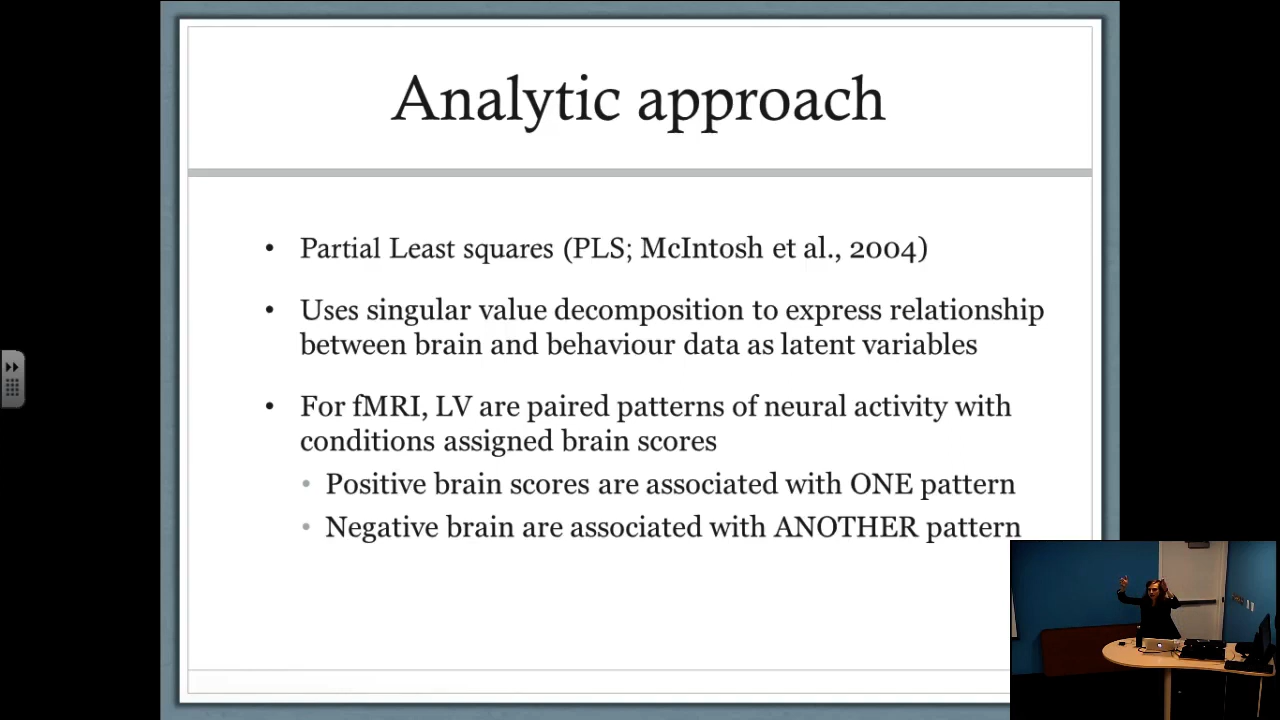 Analytic approach
• Partial Least squares (PLS; McIntosh et al., 2004)
• Uses singular value decomposition to express relationship
between brain and behaviour data as latent variables
• For fMRI, LV are paired patterns of neural activity with
conditions assigned brain scores
• Positive brain scores are associated with ONE pattern
• Negative brain are associated with ANOTHER pattern